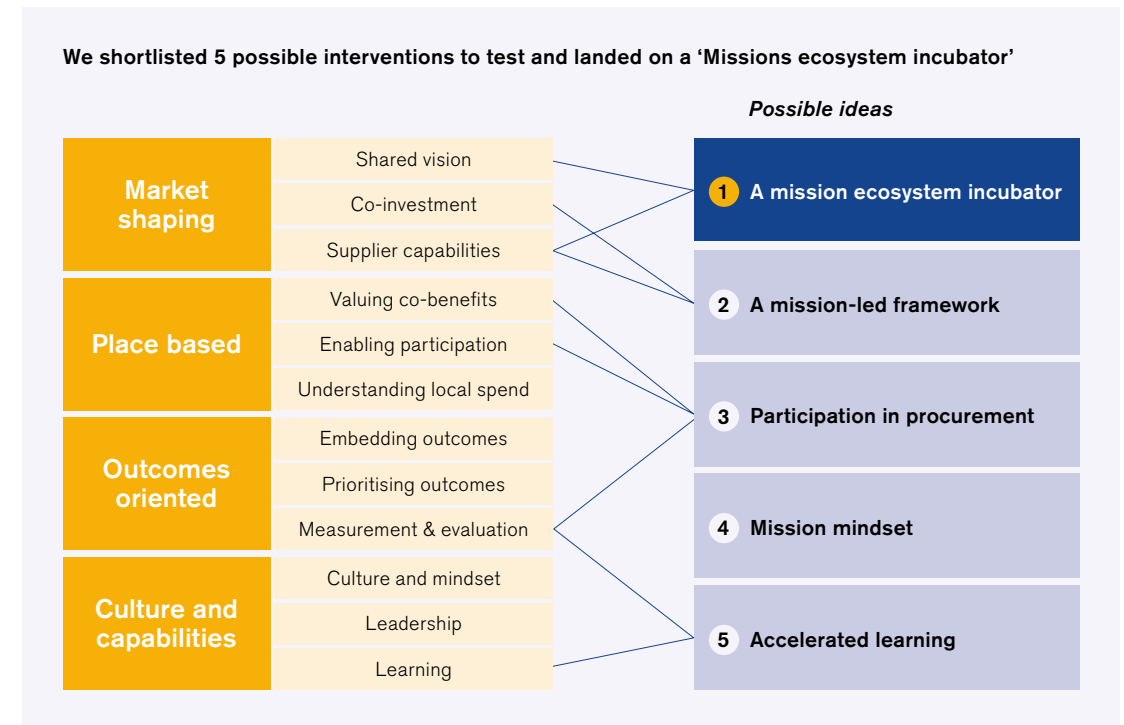 We shortlisted 5 possible interventions to test and landed on a ‘Missions ecosystem incubator’
Possible ideas
Market
shaping
Shared vision
Co-investment
Supplier capabilities
Place based
Valuing co-benefits
Enabling participation
Understanding local spend
Outcomes
oriented
Embedding outcomes
Prioritising outcomes
Measurement & evaluation
Culture and
capabilities
Culture and mindset
Leadership
Learning
1 A mission ecosystem incubator
2 A mission-led framework
3 Participation in procurement
4 Mission mindset
5 Accelerated learning